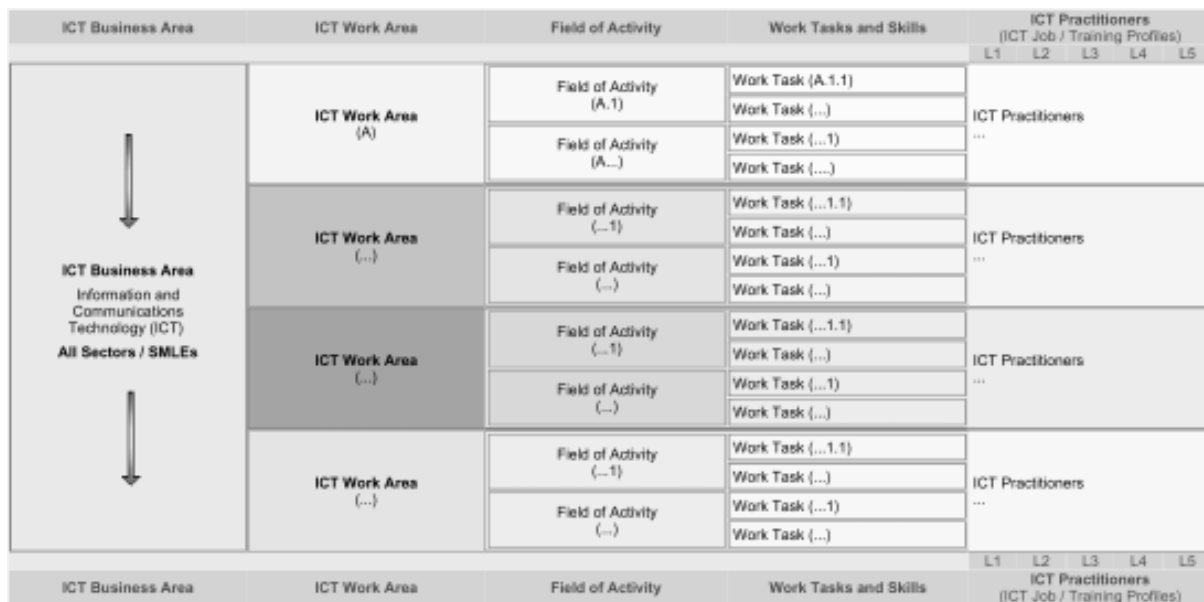 ICT Business Area
ICT Work Area
Field of Activity
Work Tasks and Skills
ICT Practitioners
(ICT Job / Training Profiles)
L1 L2 L3 L4 L5
ICT Business Area
Information and
Communications
Technology (ICT)
All Sectors / SMLEs
ICT Work Area
(A)
Field of Activity
(A.1)
Field of Activity
(A...)
Work Task (A.1.1)
Work Task (...)
Work Task (...1)
Work Task (....)
ICT Practitioners
...
ICT Work Area
(...)
Field of Activity
(...1)
Field of Activity
(...)
Work Task (...1.1)
Work Task (...)
Work Task (...1)
Work Task (...)
ICT Practitioners
...
ICT Work Area
(...)
Field of Activity
(...1)
Field of Activity
(...)
Work Task (...1.1)
Work Task (...)
Work Task (...1)
Work Task (...)
ICT Practitioners
...
ICT Work Area
(...)
Field of Activity
(...1)
Field of Activity
(...)
Work Task (...1.1)
Work Task (...)
Work Task (...1)
Work Task (...)
ICT Practitioners
...
L1 L2 L3 L4 L5
ICT Business Area
ICT Work Area
Field of Activity
Work Tasks and Skills
ICT Practitioners
(ICT Job / Training Profiles)